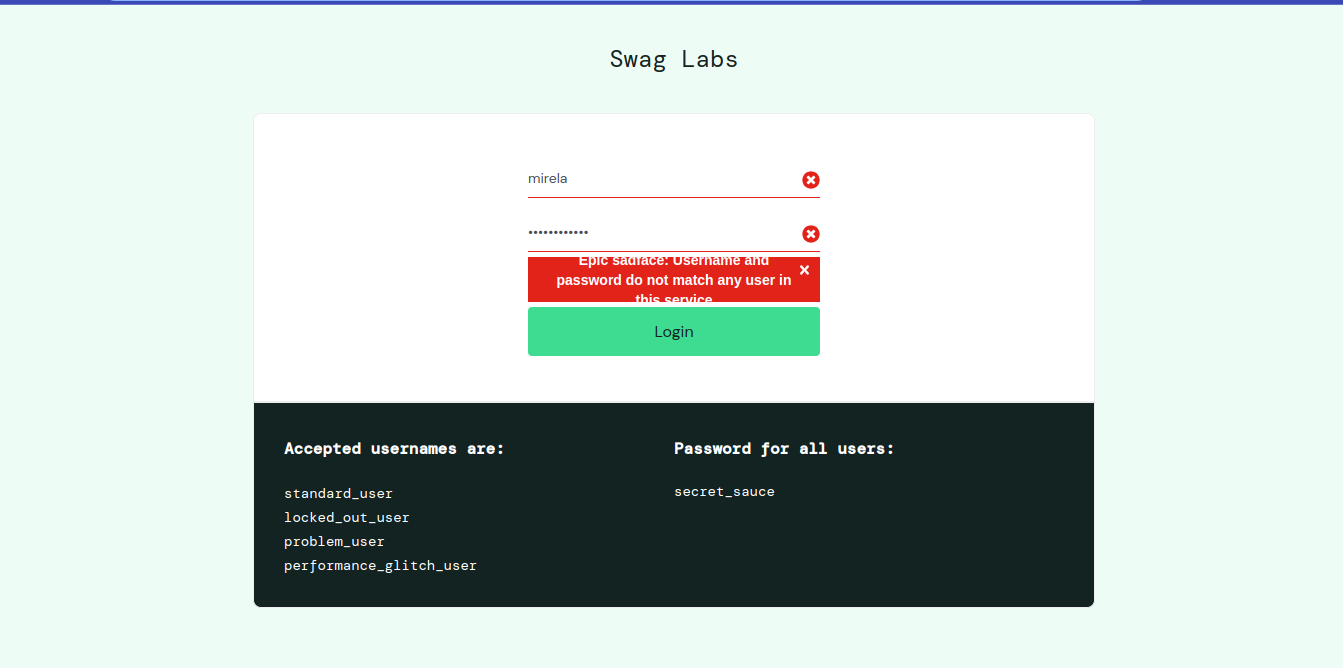 Swag Labs
mirela
••••••••••••
Epic sadface: Username and
password do not match any user in
this service
Login
Accepted usernames are:
Password for all users:
standard_user
secret_sauce
locked_out_user
problem_user
performance_glitch_user